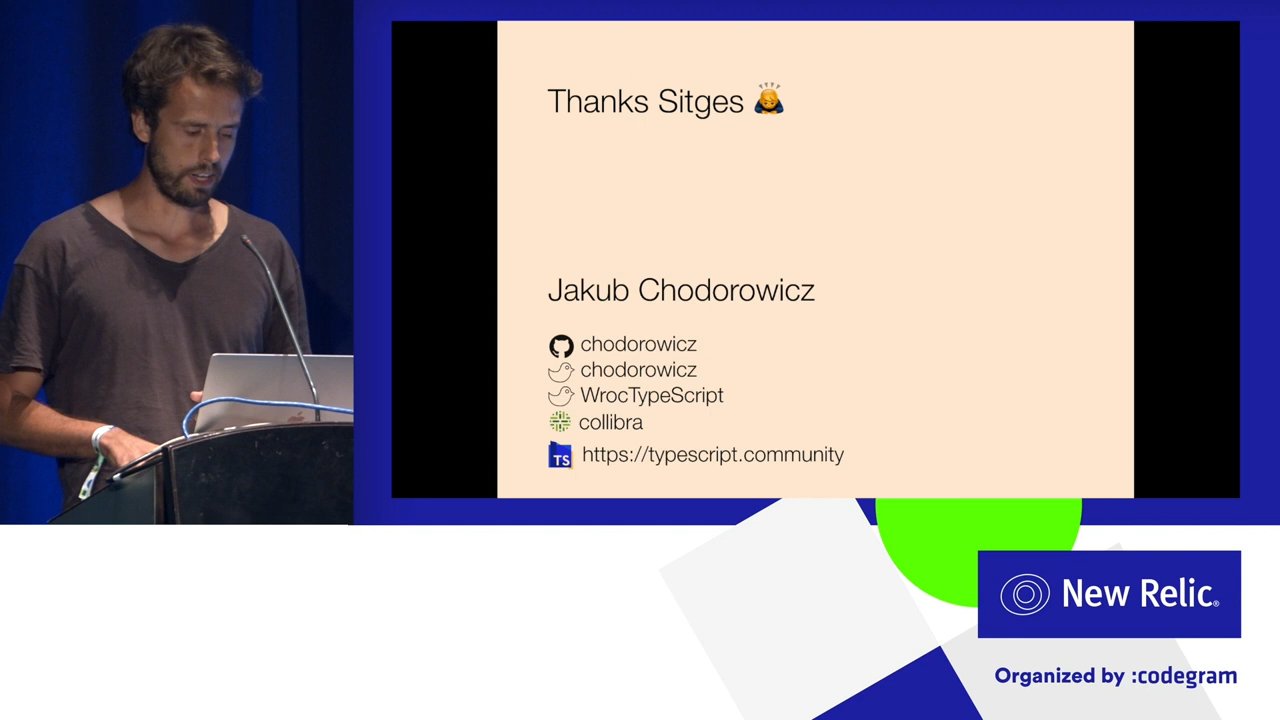 Thanks Sitges 🙇
Jakub Chodorowicz
chodorowicz
chodorowicz
WrocTypeScript
collibra
TS https://typescript.community
New Relic®
Organized by :codegram